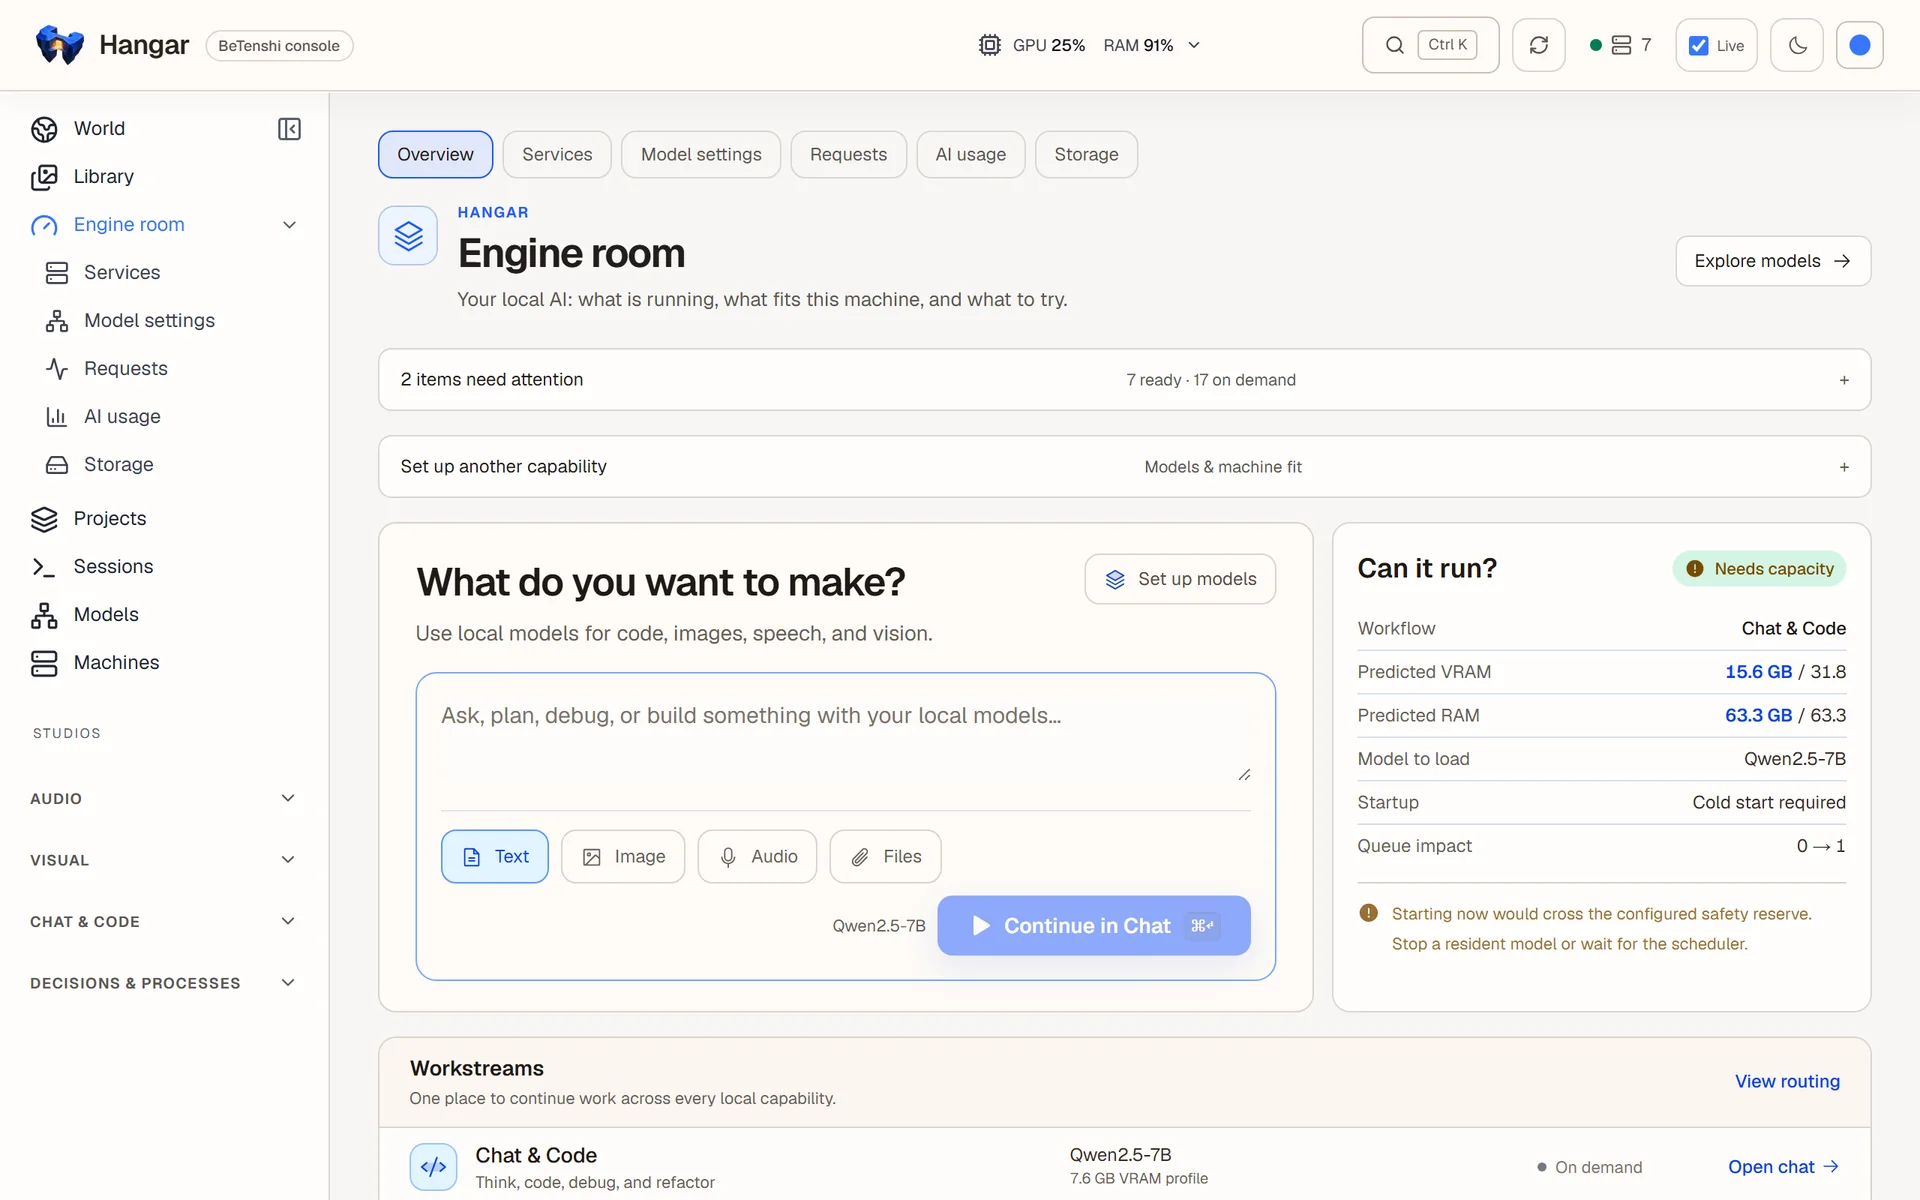 Hangar
BeTenshi console
GPU 25% RAM 91%
Ctrl K
7
Live
World
Library
Engine room
Services
Model settings
Requests
AI usage
Storage
Projects
Sessions
Models
Machines
STUDIOS
AUDIO
VISUAL
CHAT & CODE
DECISIONS & PROCESSES
Overview
Services
Model settings
Requests
AI usage
Storage
HANGAR
Engine room
Your local AI: what is running, what fits this machine, and what to try.
Explore models →
2 items need attention
7 ready · 17 on demand
+
Set up another capability
Models & machine fit
+
What do you want to make?
Set up models
Use local models for code, images, speech, and vision.
Ask, plan, debug, or build something with your local models…
Text
Image
Audio
Files
Qwen2.5-7B
Continue in Chat ⌘↵
Can it run?
Needs capacity
Workflow
Chat & Code
Predicted VRAM
15.6 GB / 31.8
Predicted RAM
63.3 GB / 63.3
Model to load
Qwen2.5-7B
Startup
Cold start required
Queue impact
0 → 1
Starting now would cross the configured safety reserve.
Stop a resident model or wait for the scheduler.
Workstreams
One place to continue work across every local capability.
View routing
Chat & Code
Think, code, debug, and refactor
Qwen2.5-7B
7.6 GB VRAM profile
On demand
Open chat →